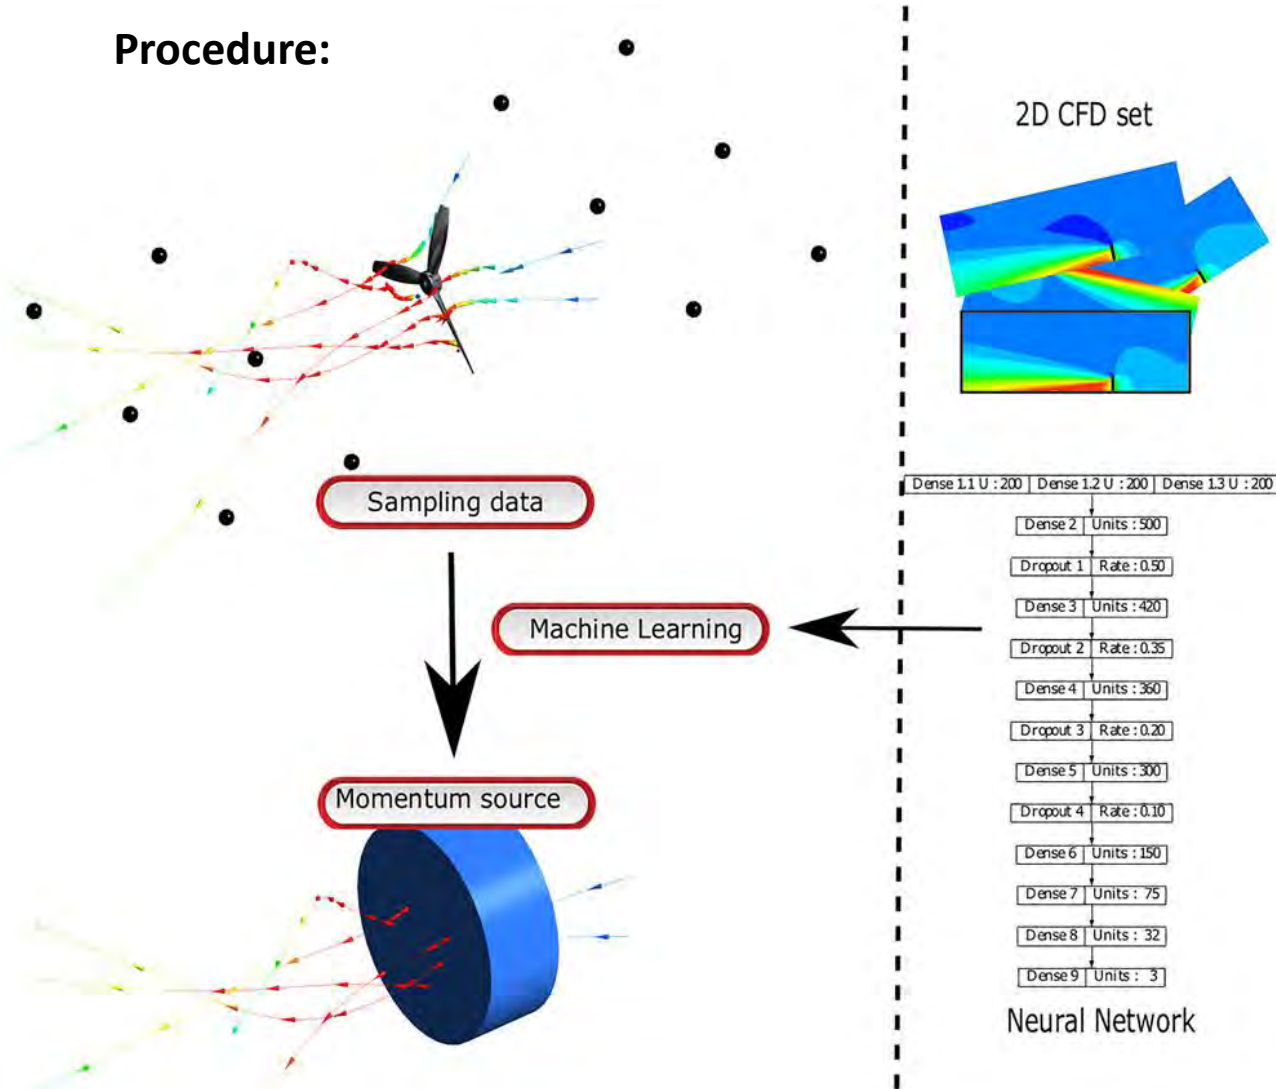 Procedure:
2D CFD set
Sampling data
Machine Learning
Momentum source
Dense 1.1 U : 200 Dense 1.2 U : 200 Dense 1.3 U : 200
Dense 2 Units : 500
Dropout 1 Rate : 0.50
Dense 3 Units : 420
Dropout 2 Rate : 0.35
Dense 4 Units : 360
Dropout 3 Rate : 0.20
Dense 5 Units : 300
Dropout 4 Rate : 0.10
Dense 6 Units : 150
Dense 7 Units : 75
Dense 8 Units : 32
Dense 9 Units : 3
Neural Network